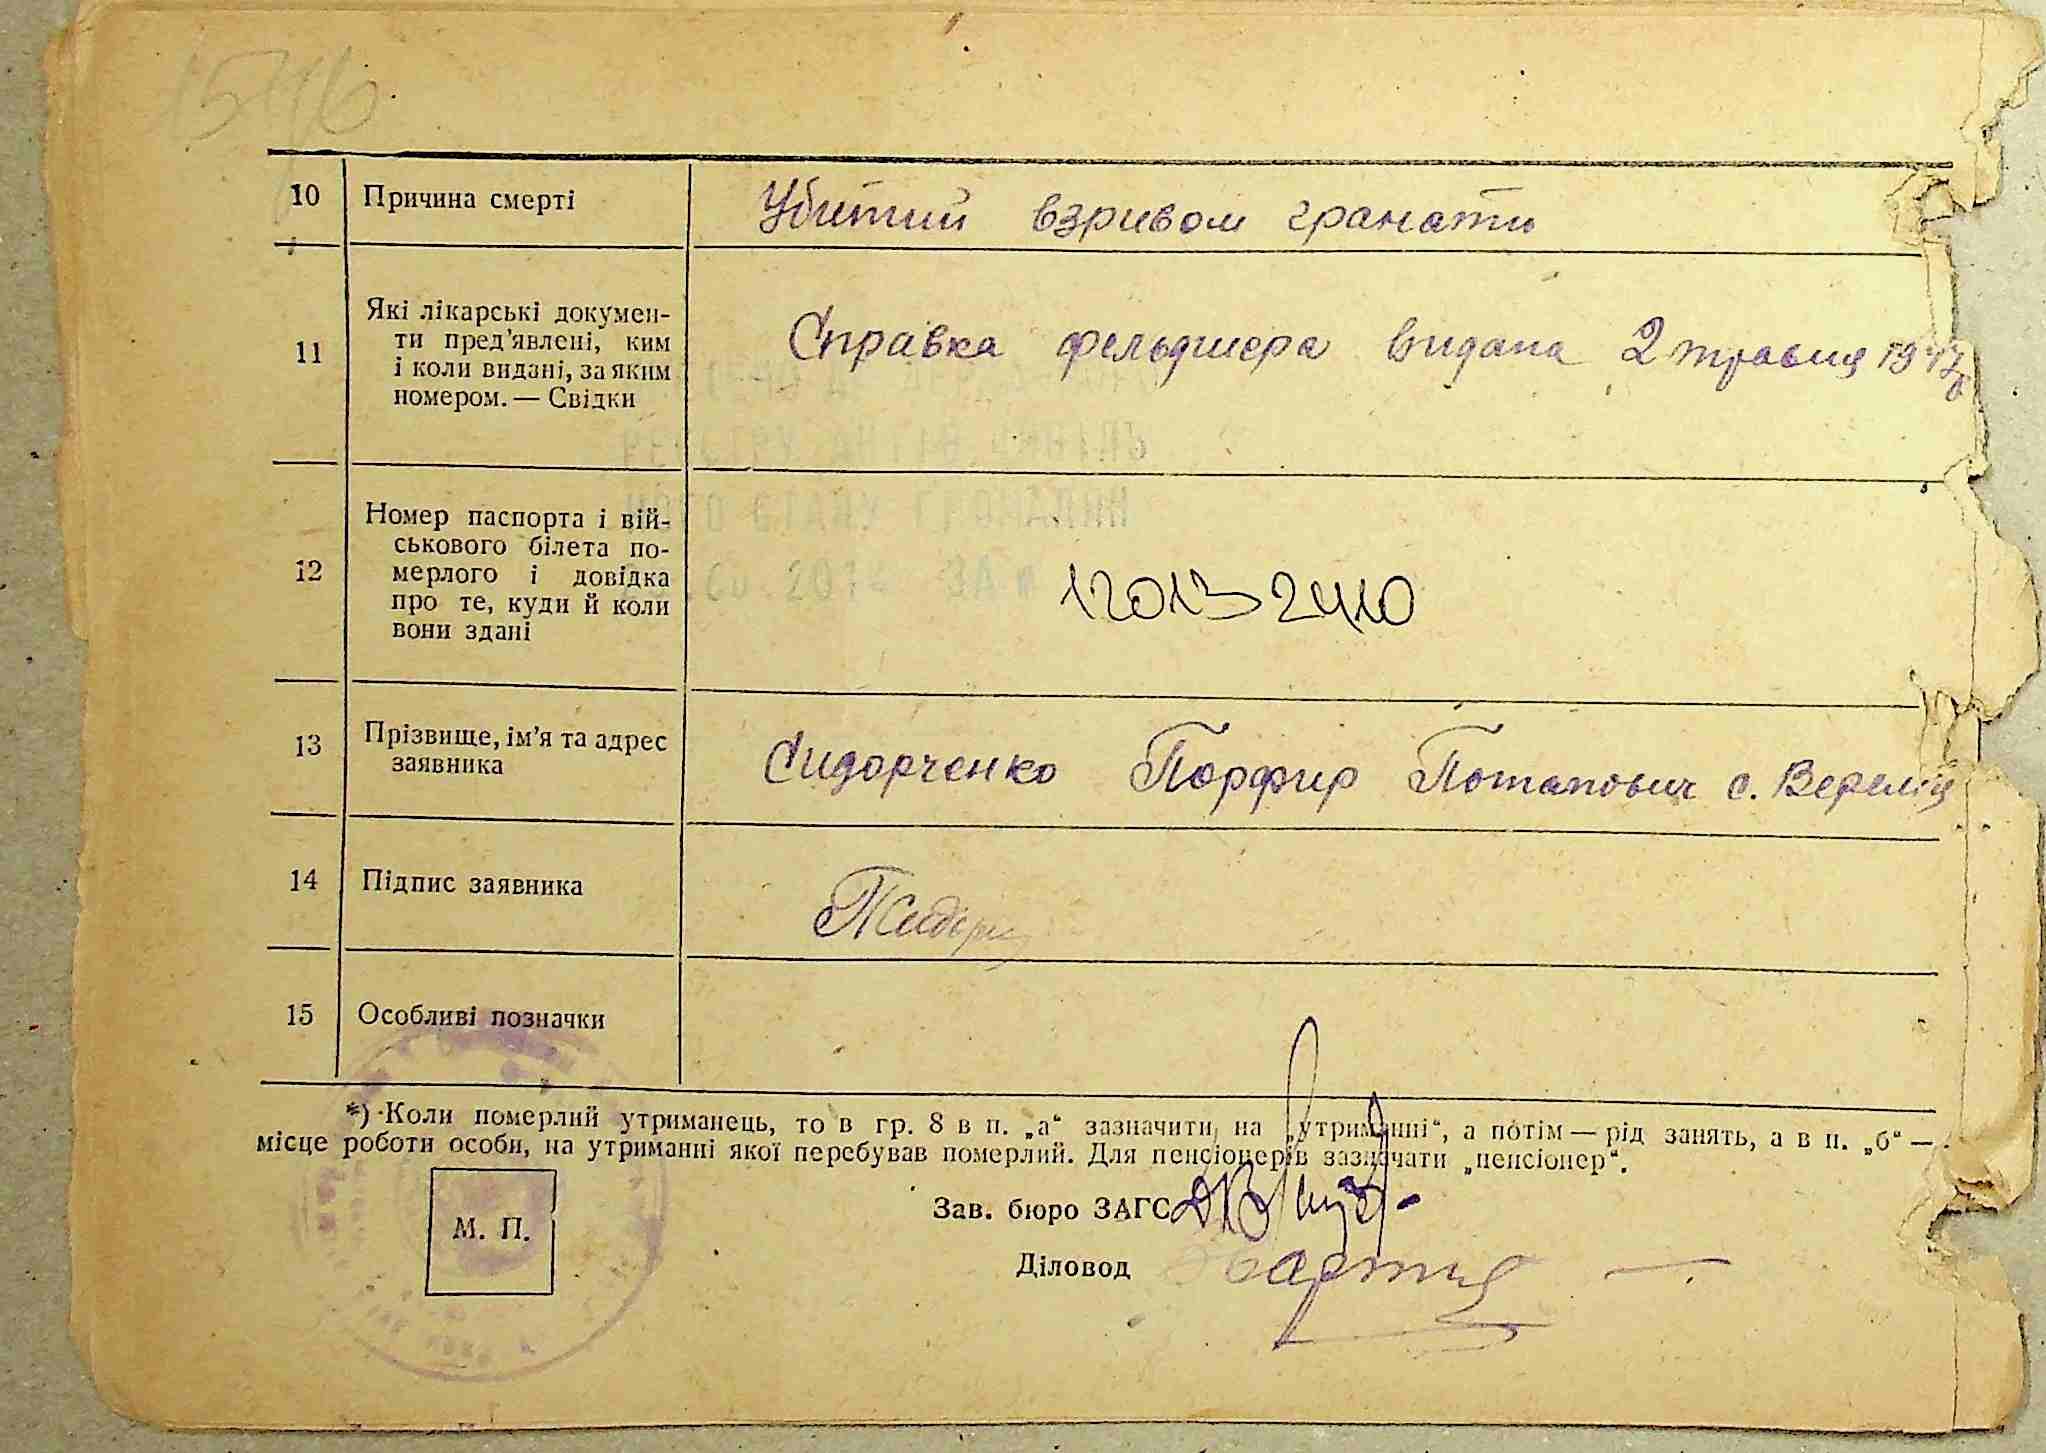 10 Причина смерті Убитий взривом гранати
11 Які лікарські докумен-
ти пред'явлені, ким
і коли видані, за яким
номером. — Свідки
Справка фельдшера видана 2 травня 1947
12 Номер паспорта і вій-
ськового білета по-
мерлого і довідка
про те, куди й коли
вони здані
12013 2410
13 Прізвище, ім'я та адрес
заявника
Сидорченко Порфир Потапович с.
14 Підпис заявника
15 Особливі позначки
*) Коли померлий утриманець, то в гр. 8 в п. „а“ зазначити на „утриманні“, а потім — рід занять, а в п. „б“ —
місце роботи особи, на утриманні якої перебував померлий. Для пенсіонерів зазначати „пенсіонер“.
М. П.
Зав. бюро ЗАГС
Діловод